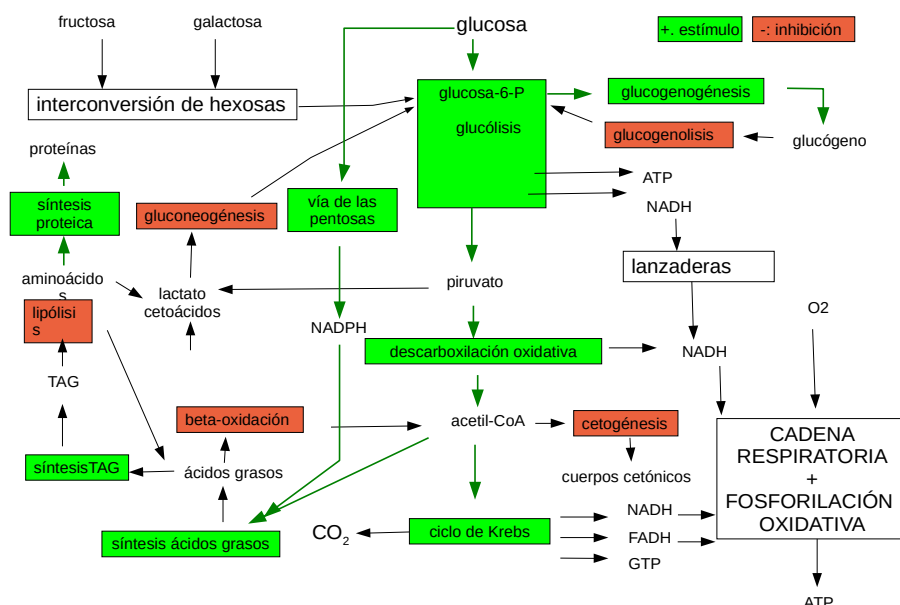 fructosa
galactosa
glucosa
+. estímulo
-: inhibición
interconversión de hexosas
glucosa-6-P
glucólisis
glucogenogénesis
glucogenolisis
glucógeno
proteínas
síntesis
proteica
gluconeogénesis
vía de las
pentosas
ATP
NADH
lanzaderas
aminoácido
s
lactato
cetoácidos
piruvato
lipólisi
s
NADPH
descarboxilación oxidativa
NADH
O2
TAG
beta-oxidación
acetil-CoA
cetogénesis
CADENA
RESPIRATORIA
+
FOSFORILACIÓN
OXIDATIVA
síntesisTAG
ácidos grasos
cuerpos cetónicos
síntesis ácidos grasos
CO2
ciclo de Krebs
NADH
FADH
GTP
ATP